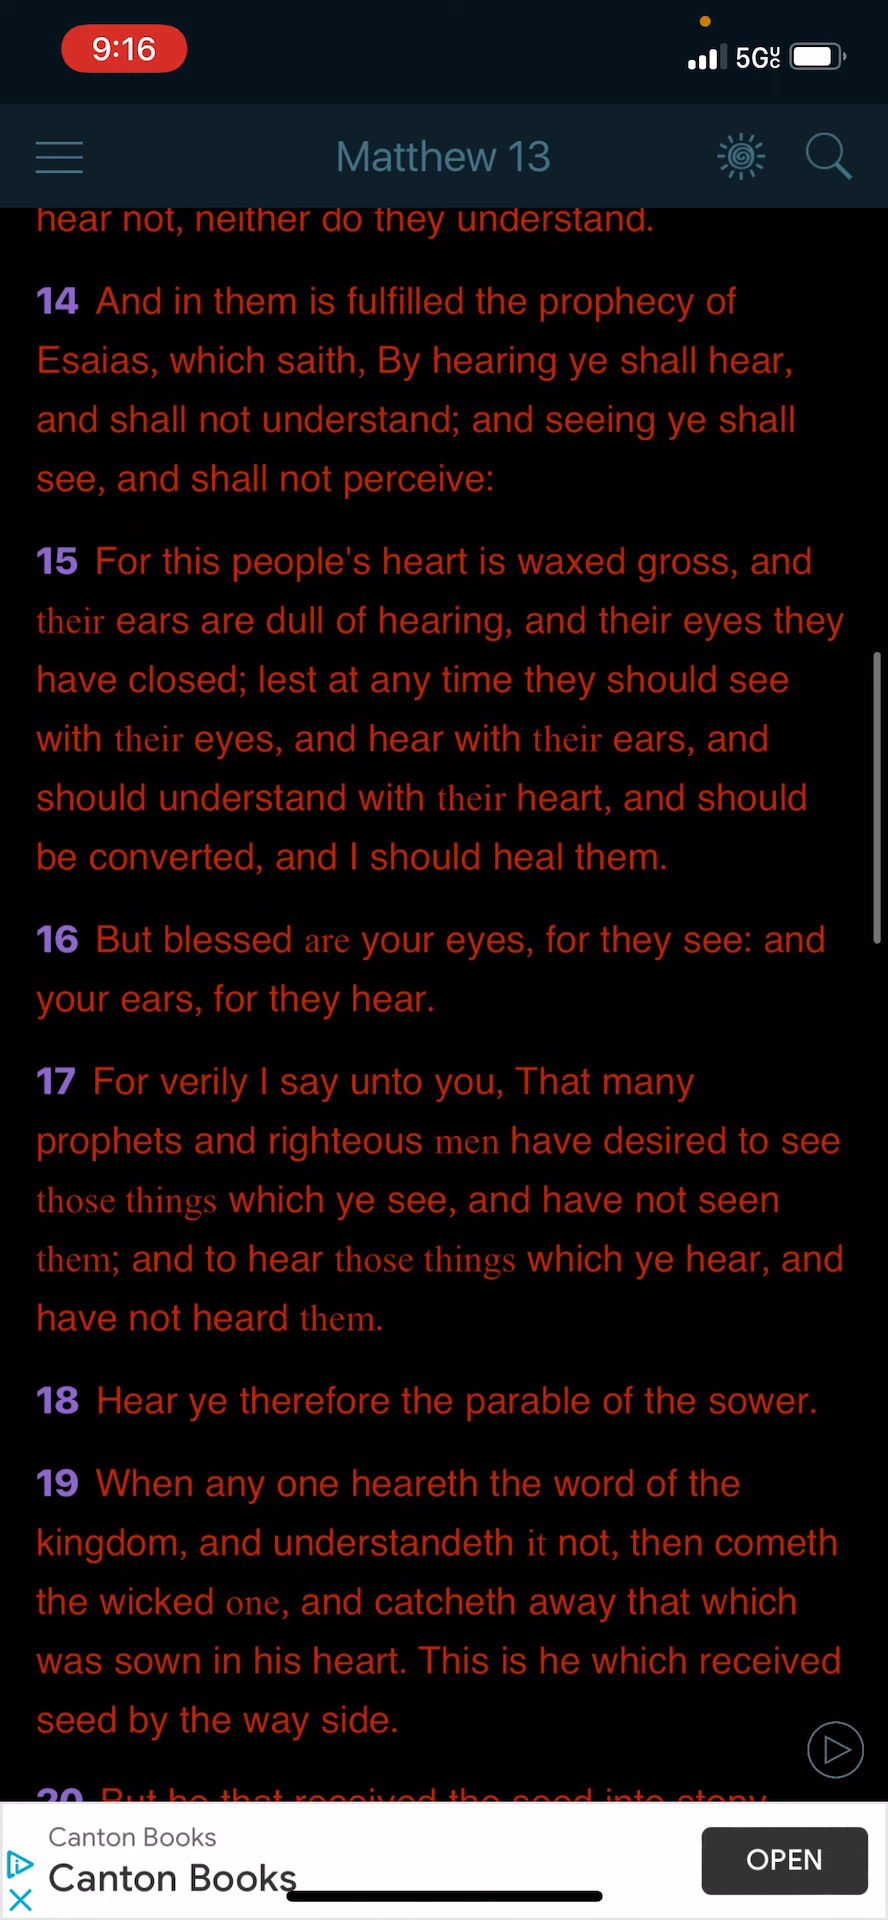 9:16
5G UC
Matthew 13
hear not, neither do they understand.
14 And in them is fulfilled the prophecy of
Esaias, which saith, By hearing ye shall hear,
and shall not understand; and seeing ye shall
see, and shall not perceive:
15 For this people's heart is waxed gross, and
their ears are dull of hearing, and their eyes they
have closed; lest at any time they should see
with their eyes, and hear with their ears, and
should understand with their heart, and should
be converted, and I should heal them.
16 But blessed are your eyes, for they see: and
your ears, for they hear.
17 For verily I say unto you, That many
prophets and righteous men have desired to see
those things which ye see, and have not seen
them; and to hear those things which ye hear, and
have not heard them.
18 Hear ye therefore the parable of the sower.
19 When any one heareth the word of the
kingdom, and understandeth it not, then cometh
the wicked one, and catcheth away that which
was sown in his heart. This is he which received
seed by the way side.
20 But he that received the seed into stony
Canton Books
Canton Books
OPEN